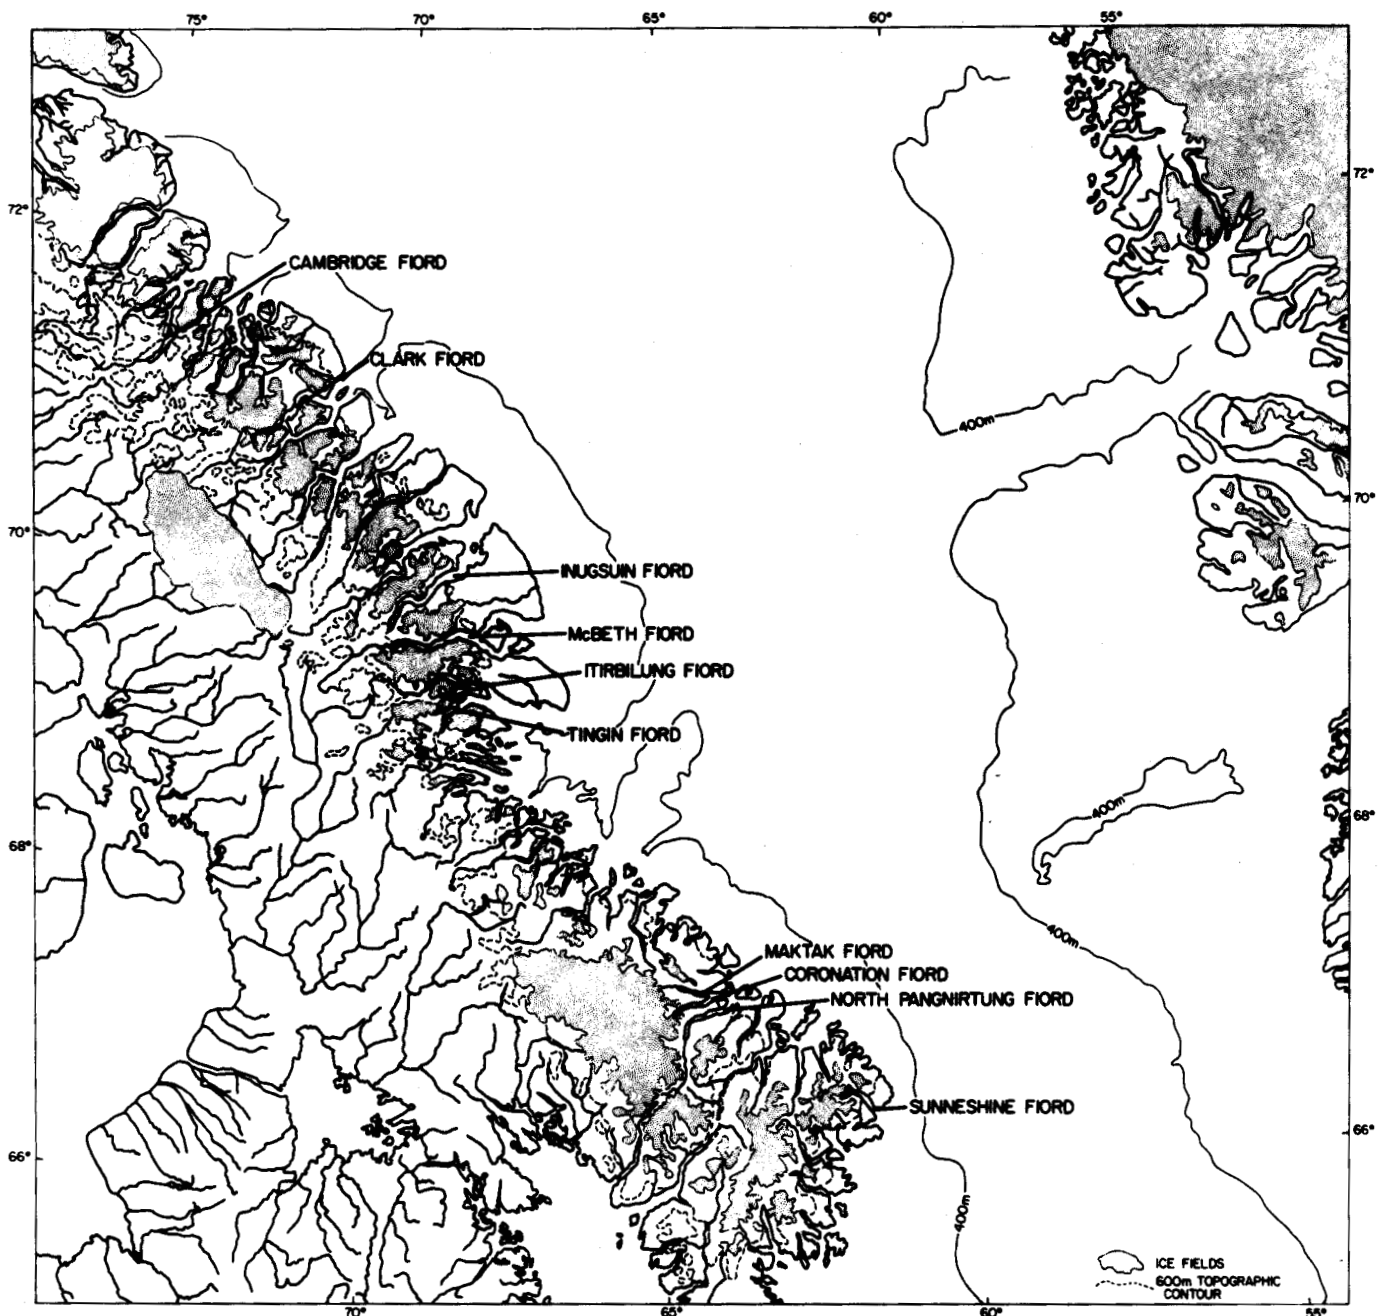 75° 70° 65° 60° 55°
72° 72°
CAMBRIDGE FIORD
CLARK FIORD
400m
70° 70°
INUGSUIN FIORD
McBETH FIORD
ITIRBILUNG FIORD
TINGIN FIORD
400m
68° 68°
400m
MAKTAK FIORD
CORONATION FIORD
NORTH PANGNIRTUNG FIORD
SUNNESHINE FIORD
66° 66°
400m
ICE FIELDS
600m TOPOGRAPHIC
CONTOUR
70° 65° 60° 55°